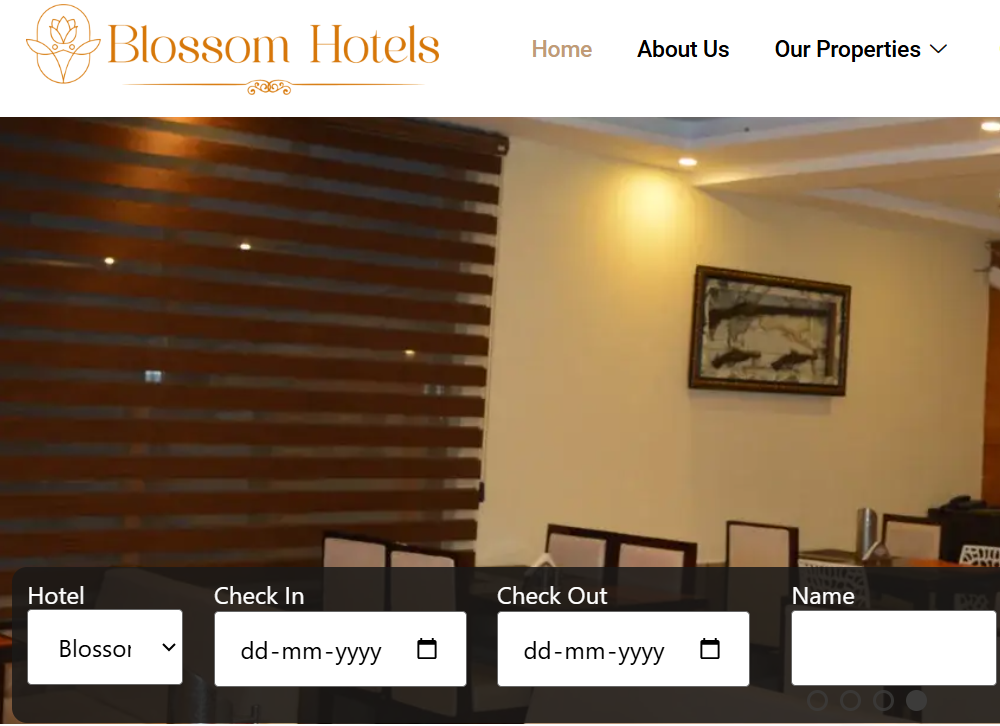 Blossom Hotels
Home About Us Our Properties
Hotel Check In Check Out Name
Blossor dd-mm-yyyy dd-mm-yyyy